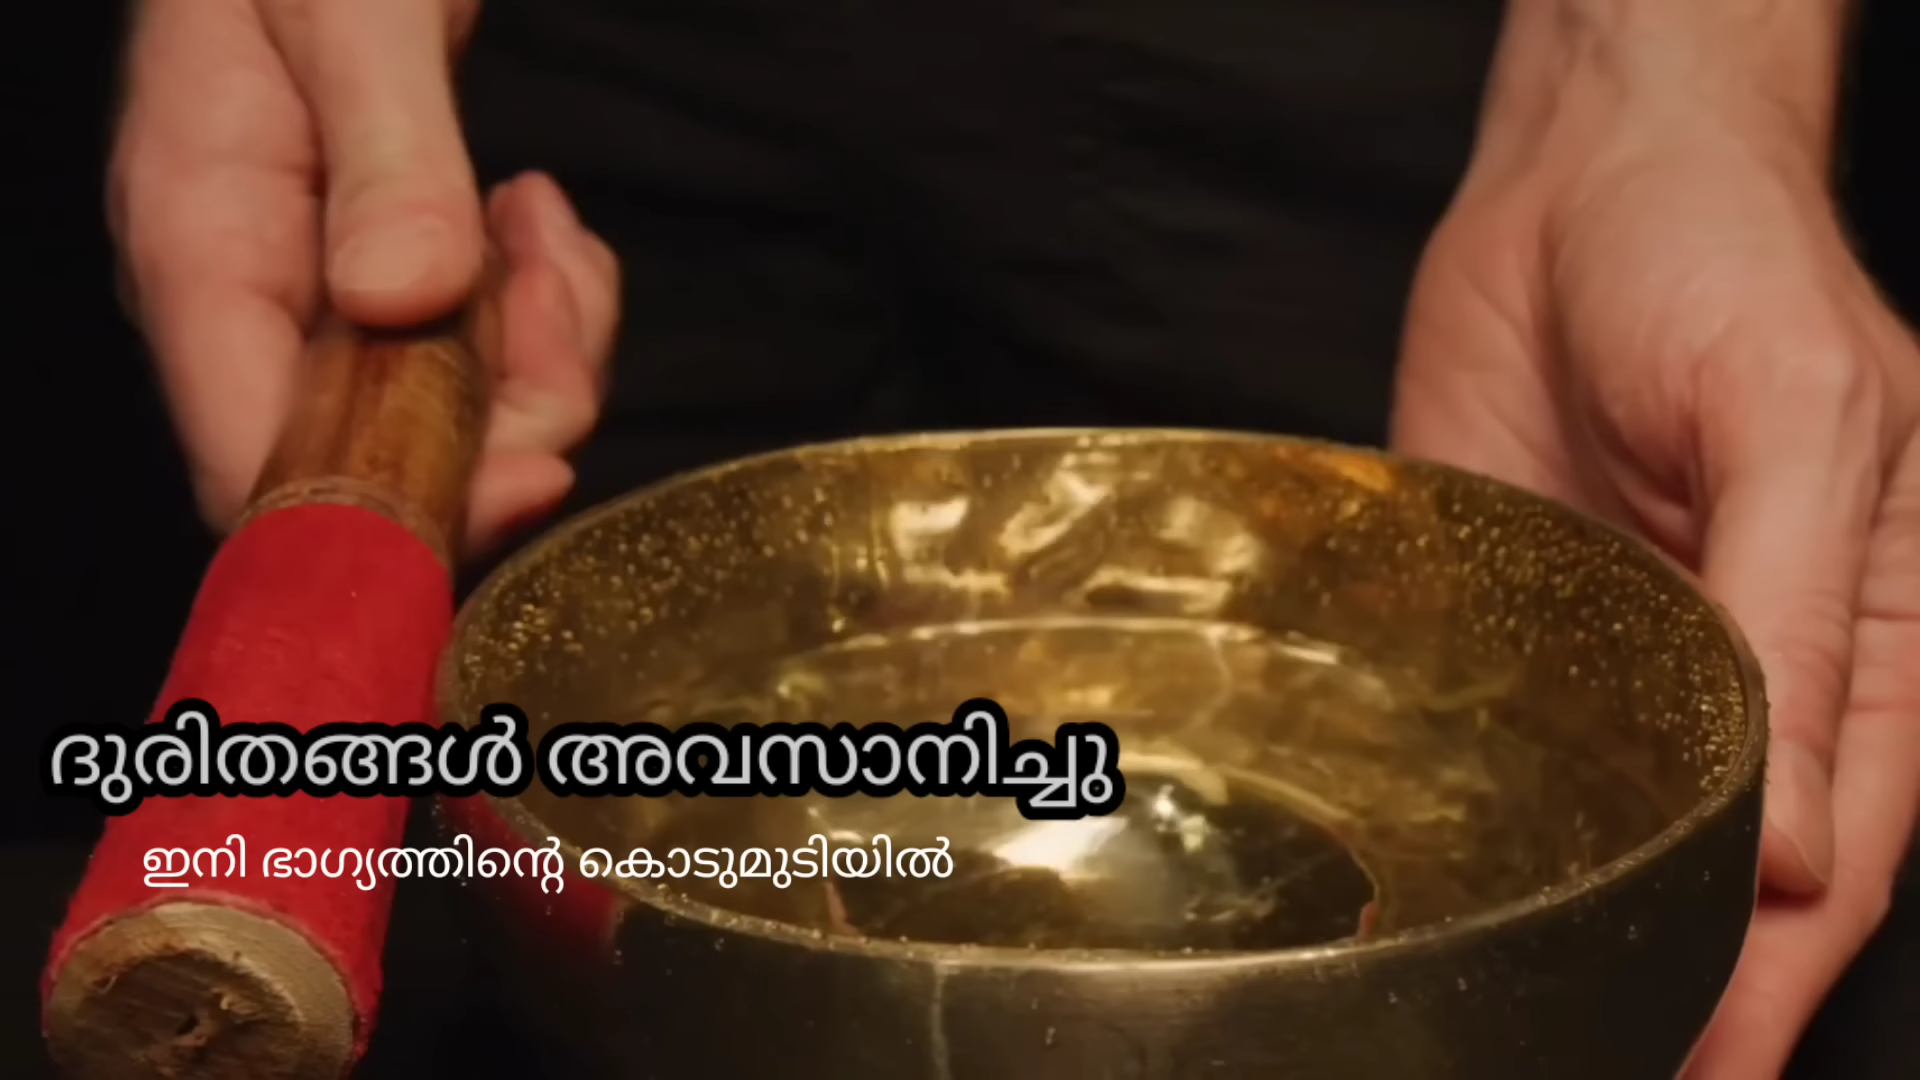 ദുരിതങ്ങൾ അവസാനിച്ചു
ഇനി ഭാഗ്യത്തിന്റെ കൊടുമുടിയിൽ